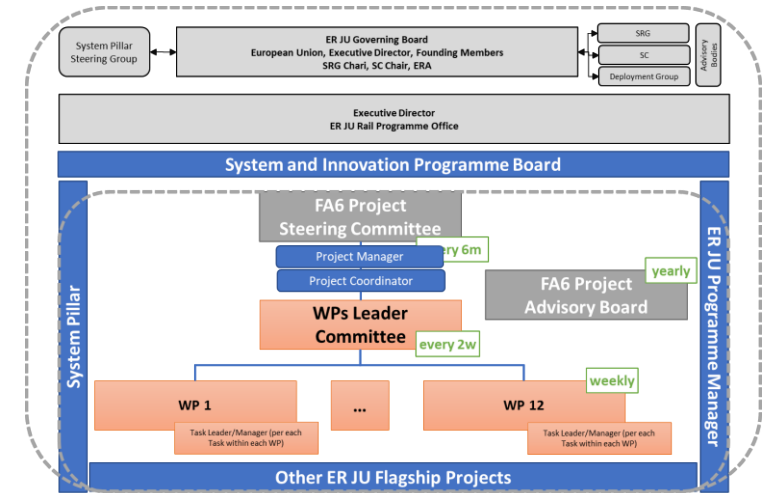 System Pillar
Steering Group
ER JU Governing Board
European Union, Executive Director, Founding Members
SRG Chari, SC Chair, ERA
SRG
SC
Deployment Group
Advisory
Bodies
Executive Director
ER JU Rail Programme Office
System and Innovation Programme Board
System Pillar
ER JU Programme Manager
FA6 Project
Steering Committee
ery 6m
Project Manager
Project Coordinator
FA6 Project
Advisory Board
yearly
WPs Leader
Committee
every 2w
WP 1
Task Leader/Manager (per each
Task within each WP)
...
WP 12
weekly
Task Leader/Manager (per each
Task within each WP)
Other ER JU Flagship Projects